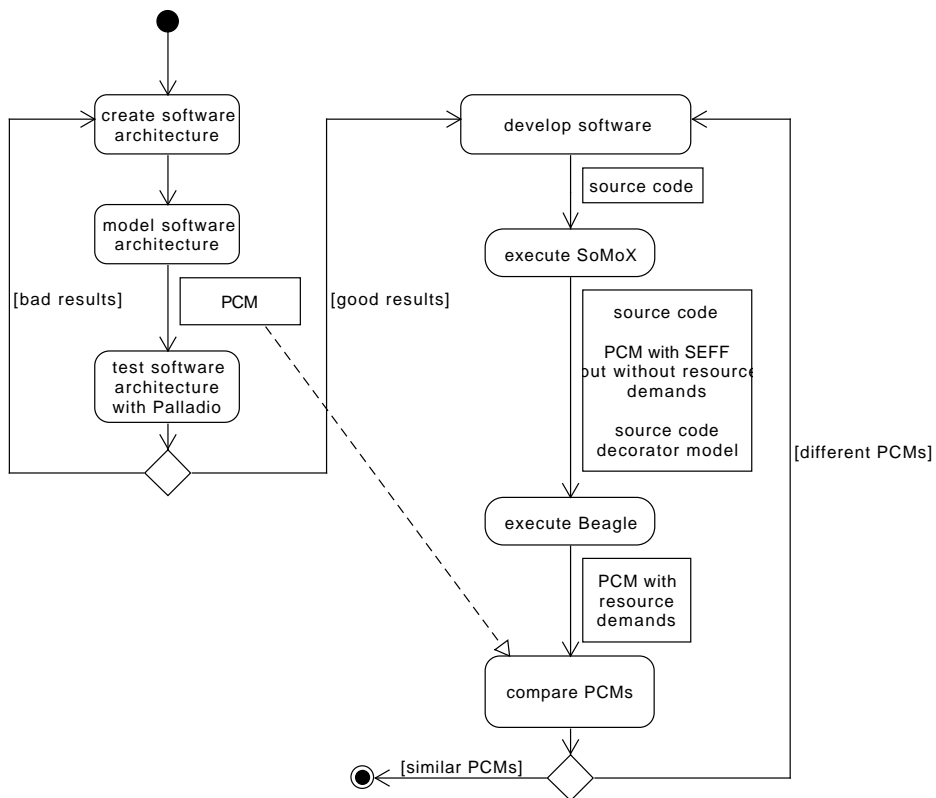 create software
architecture
model software
architecture
[bad results]
PCM
[good results]
test software
architecture
with Palladio
develop software
source code
execute SoMoX
source code
PCM with SEFF
but without resource
demands
source code
decorator model
[different PCMs]
execute Beagle
PCM with
resource
demands
compare PCMs
[similar PCMs]